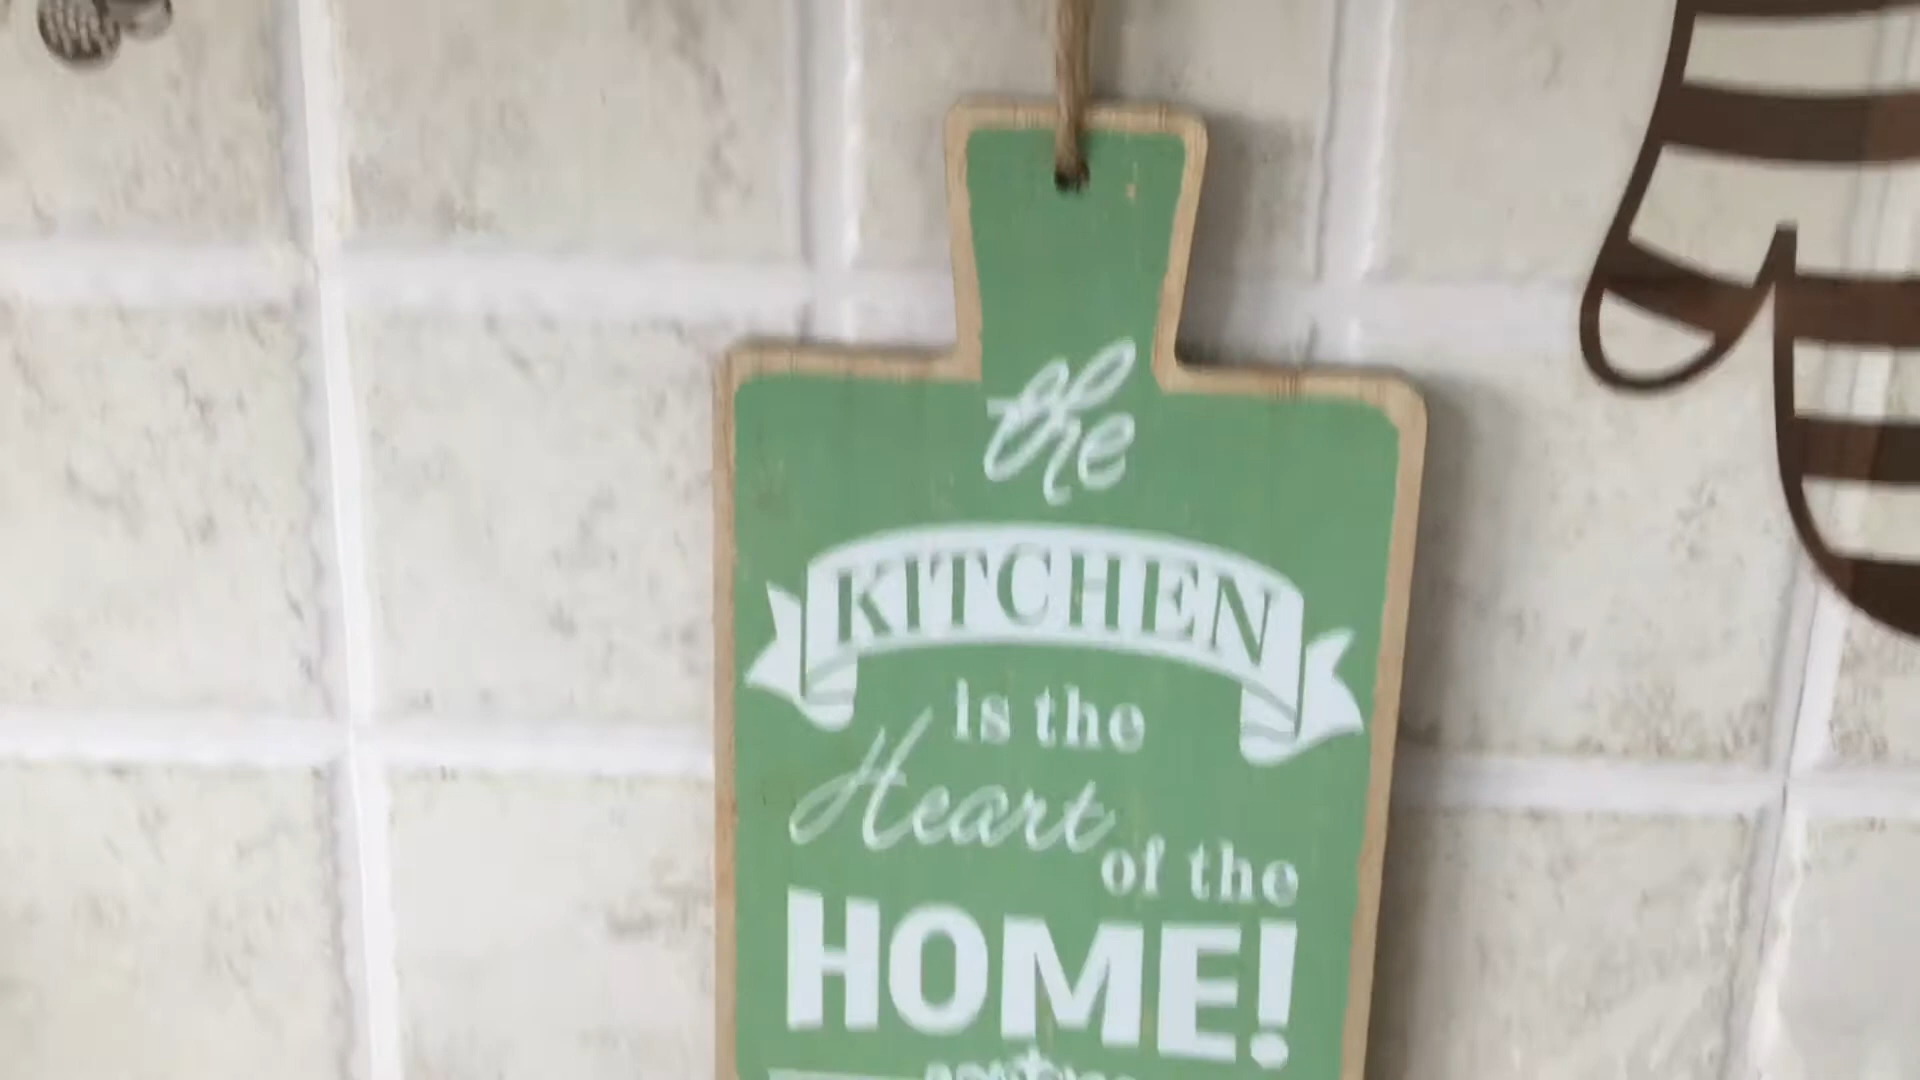 the
KITCHEN
is the
Heart
of the
HOME!